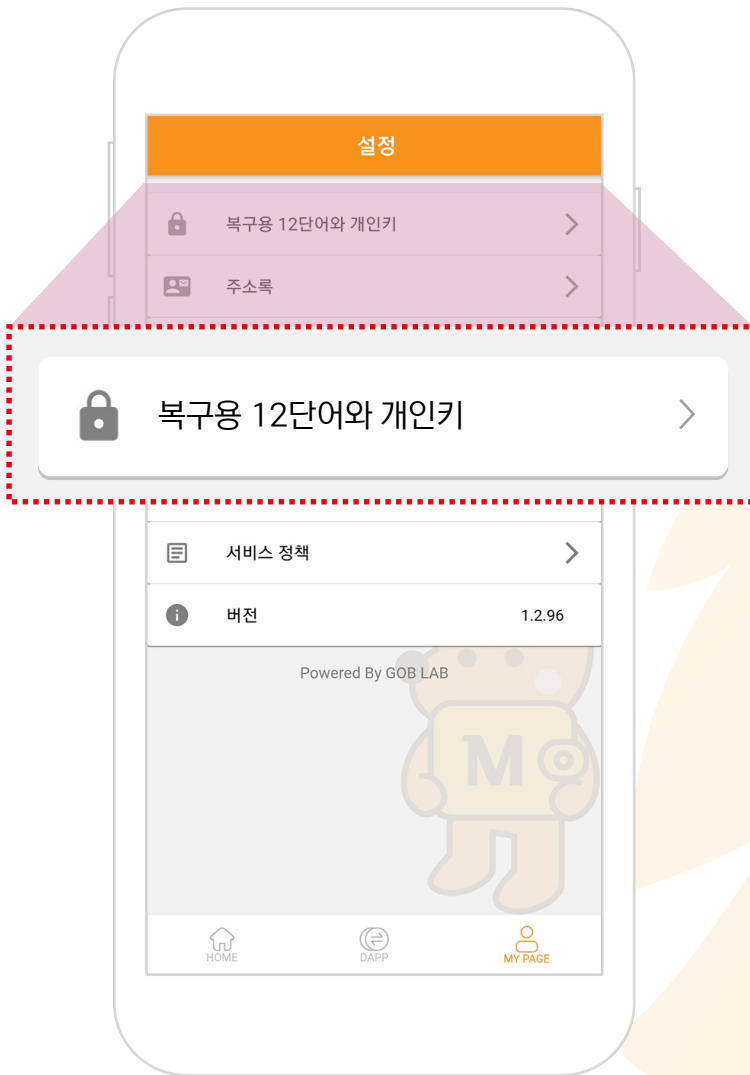 설정
복구용 12단어와 개인키
주소록
복구용 12단어와 개인키
서비스 정책
버전 1.2.96
Powered By GOB LAB
M
HOME DAPP MY PAGE